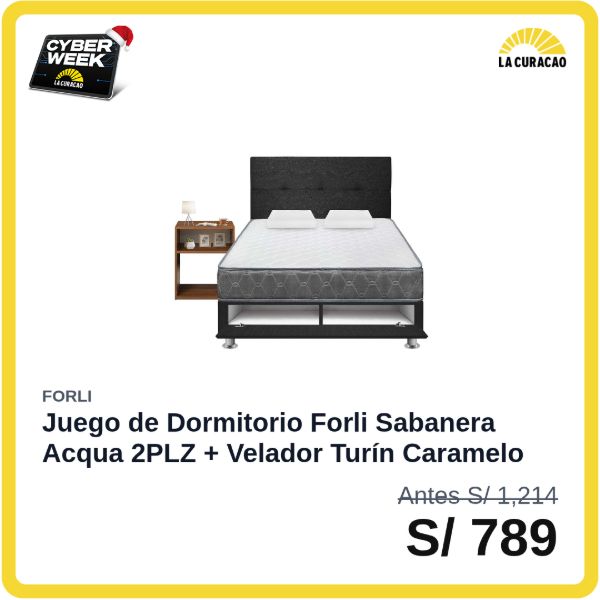 CYBER
WEEK
LA CURACAO
LA CURACAO
FORLI
Juego de Dormitorio Forli Sabanera
Acqua 2PLZ + Velador Turín Caramelo
Antes S/ 1,214
S/ 789